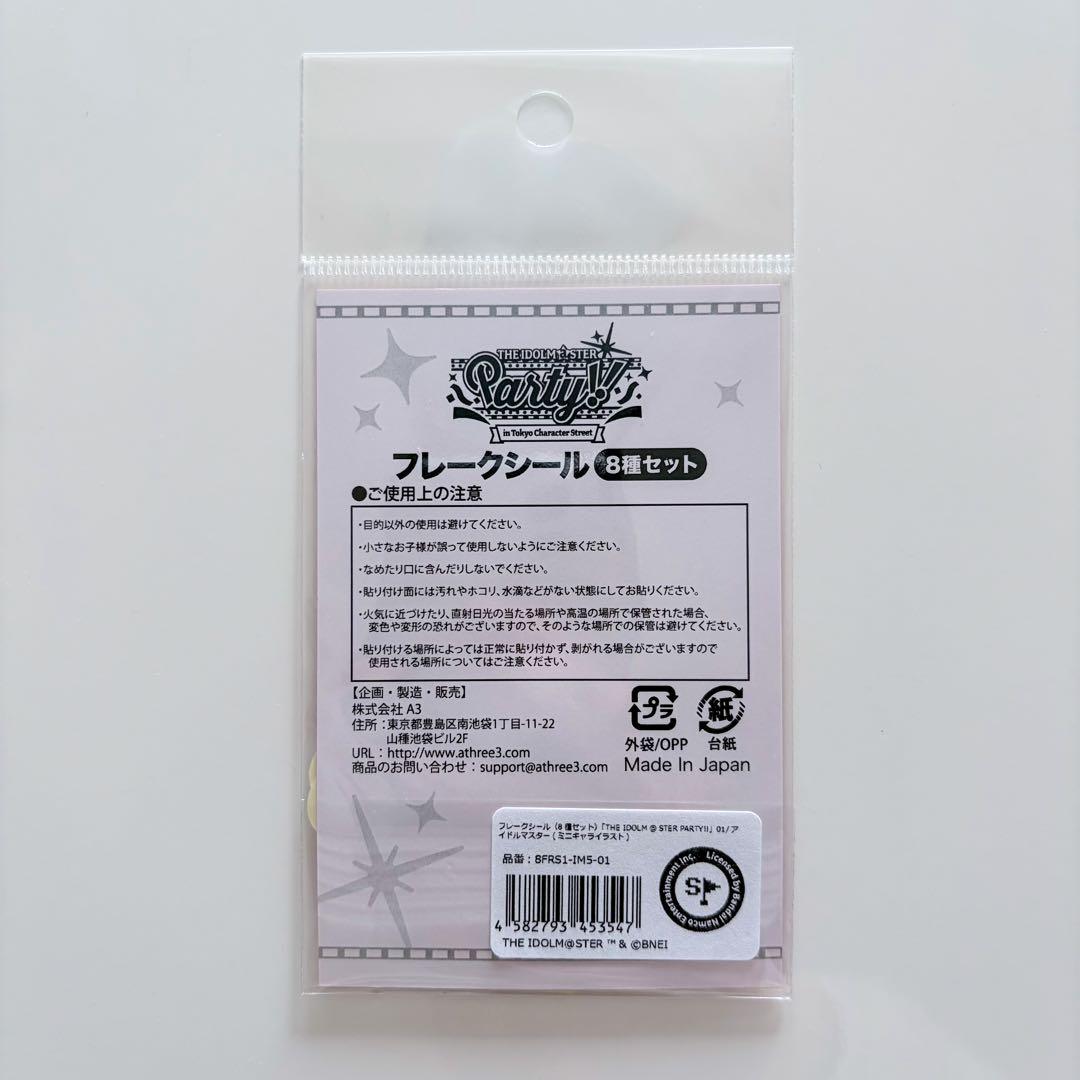 THE IDOLM@STER
Party!!
in Tokyo Character Street
フレークシール 8種セット
●ご使用上の注意
・目的以外の使用は避けてください。
・小さなお子様が誤って使用しないようにご注意ください。
・なめたり口に含んだりしないでください。
・貼り付け面には汚れやホコリ、水滴などがない状態にしてお貼りください。
・火気に近づけたり、直射日光の当たる場所や高温の場所で保管された場合、
変色や変形の恐れがございますので、そのような場所での保管は避けてください。
・貼り付ける場所によっては正常に貼り付かず、剥がれる場合がございますので
使用される場所についてはご注意ください。
【企画・製造・販売】
株式会社 A3
住所：東京都豊島区南池袋1丁目-11-22
山種池袋ビル2F
URL：http://www.athree3.com
商品のお問い合わせ：support@athree3.com
プラ 紙
外袋/OPP 台紙
Made In Japan
フレークシール（8種セット）「THE IDOLM@STER PARTY!!」01/ア
イドルマスター(ミニキャライラスト)
品番：8FRS1-IM5-01
4 582793 453547
THE IDOLM@STER ™& ©BNEI
Licensed by Bandai Namco Entertainment Inc.